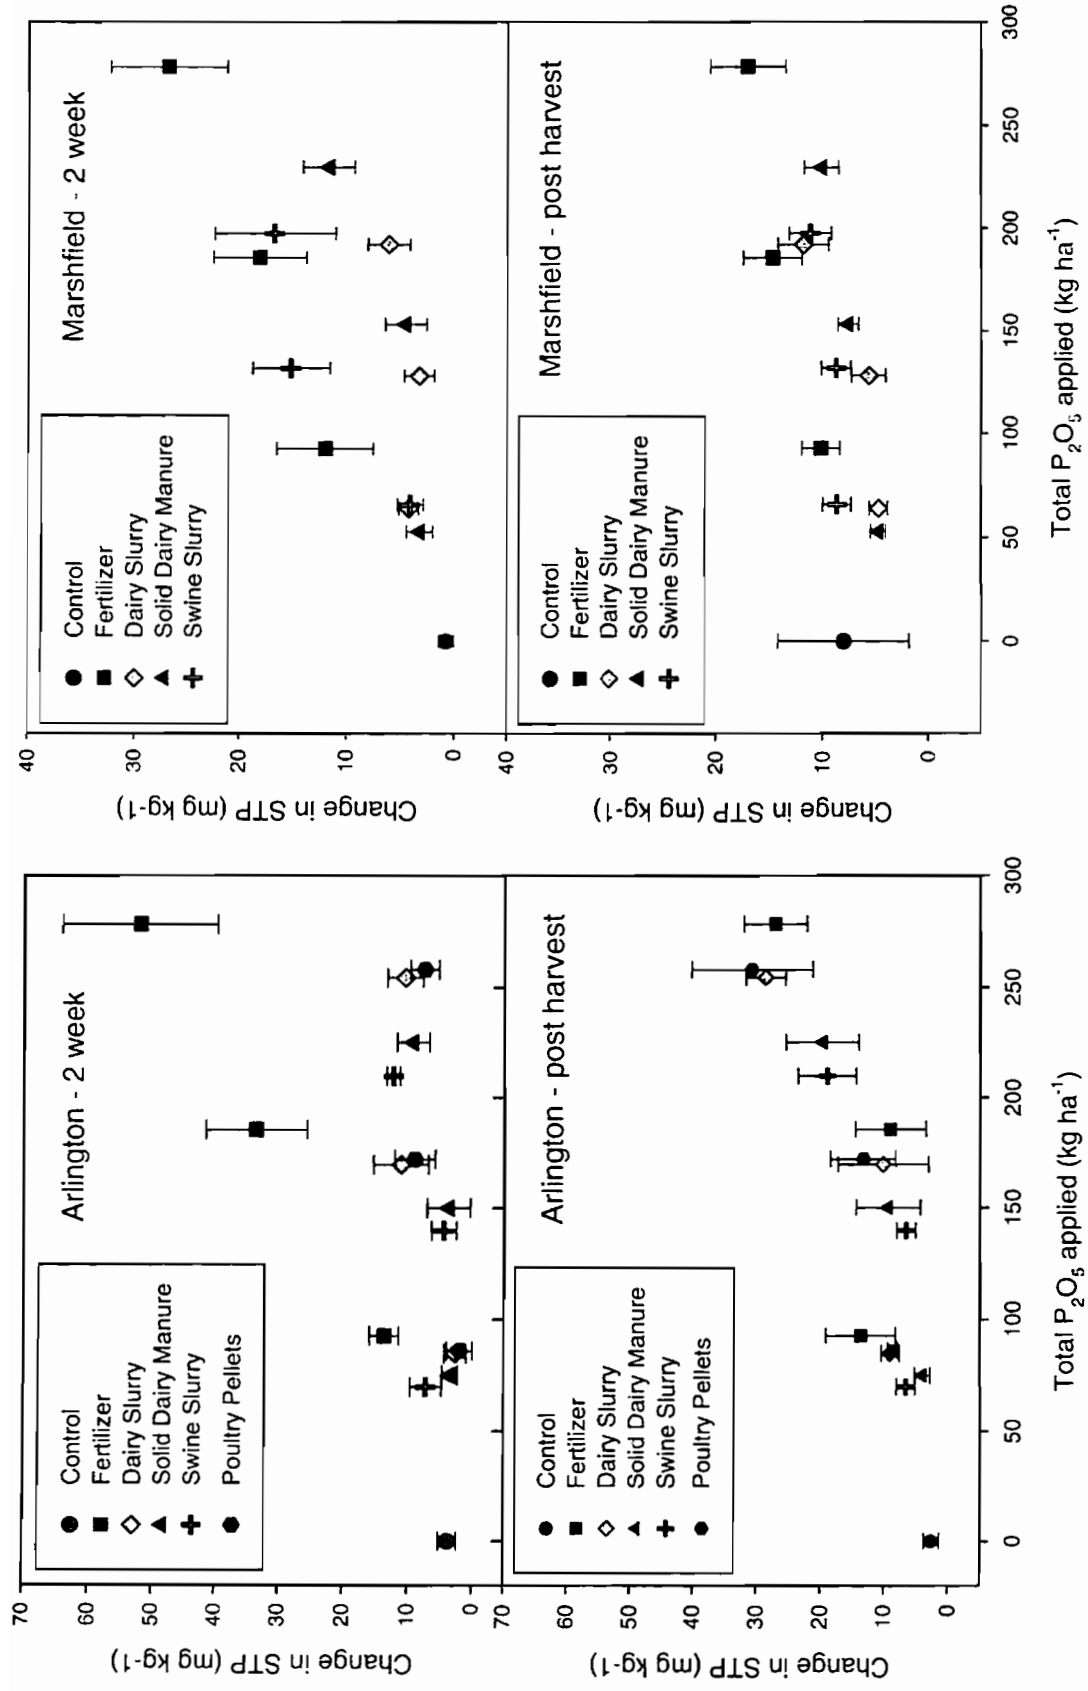 Arlington - 2 week
Control
Fertilizer
Dairy Slurry
Solid Dairy Manure
Swine Slurry
Poultry Pellets
70
60
50
40
30
20
10
0
Change in STP (mg kg-1)
Arlington - post harvest
Control
Fertilizer
Dairy Slurry
Solid Dairy Manure
Swine Slurry
Poultry Pellets
70
60
50
40
30
20
10
0
Change in STP (mg kg-1)
0
50
100
150
200
250
300
Total P2O5 applied (kg ha-1)
Marshfield - 2 week
Control
Fertilizer
Dairy Slurry
Solid Dairy Manure
Swine Slurry
40
30
20
10
0
Change in STP (mg kg-1)
Marshfield - post harvest
Control
Fertilizer
Dairy Slurry
Solid Dairy Manure
Swine Slurry
40
30
20
10
0
Change in STP (mg kg-1)
0
50
100
150
200
250
300
Total P2O5 applied (kg ha-1)